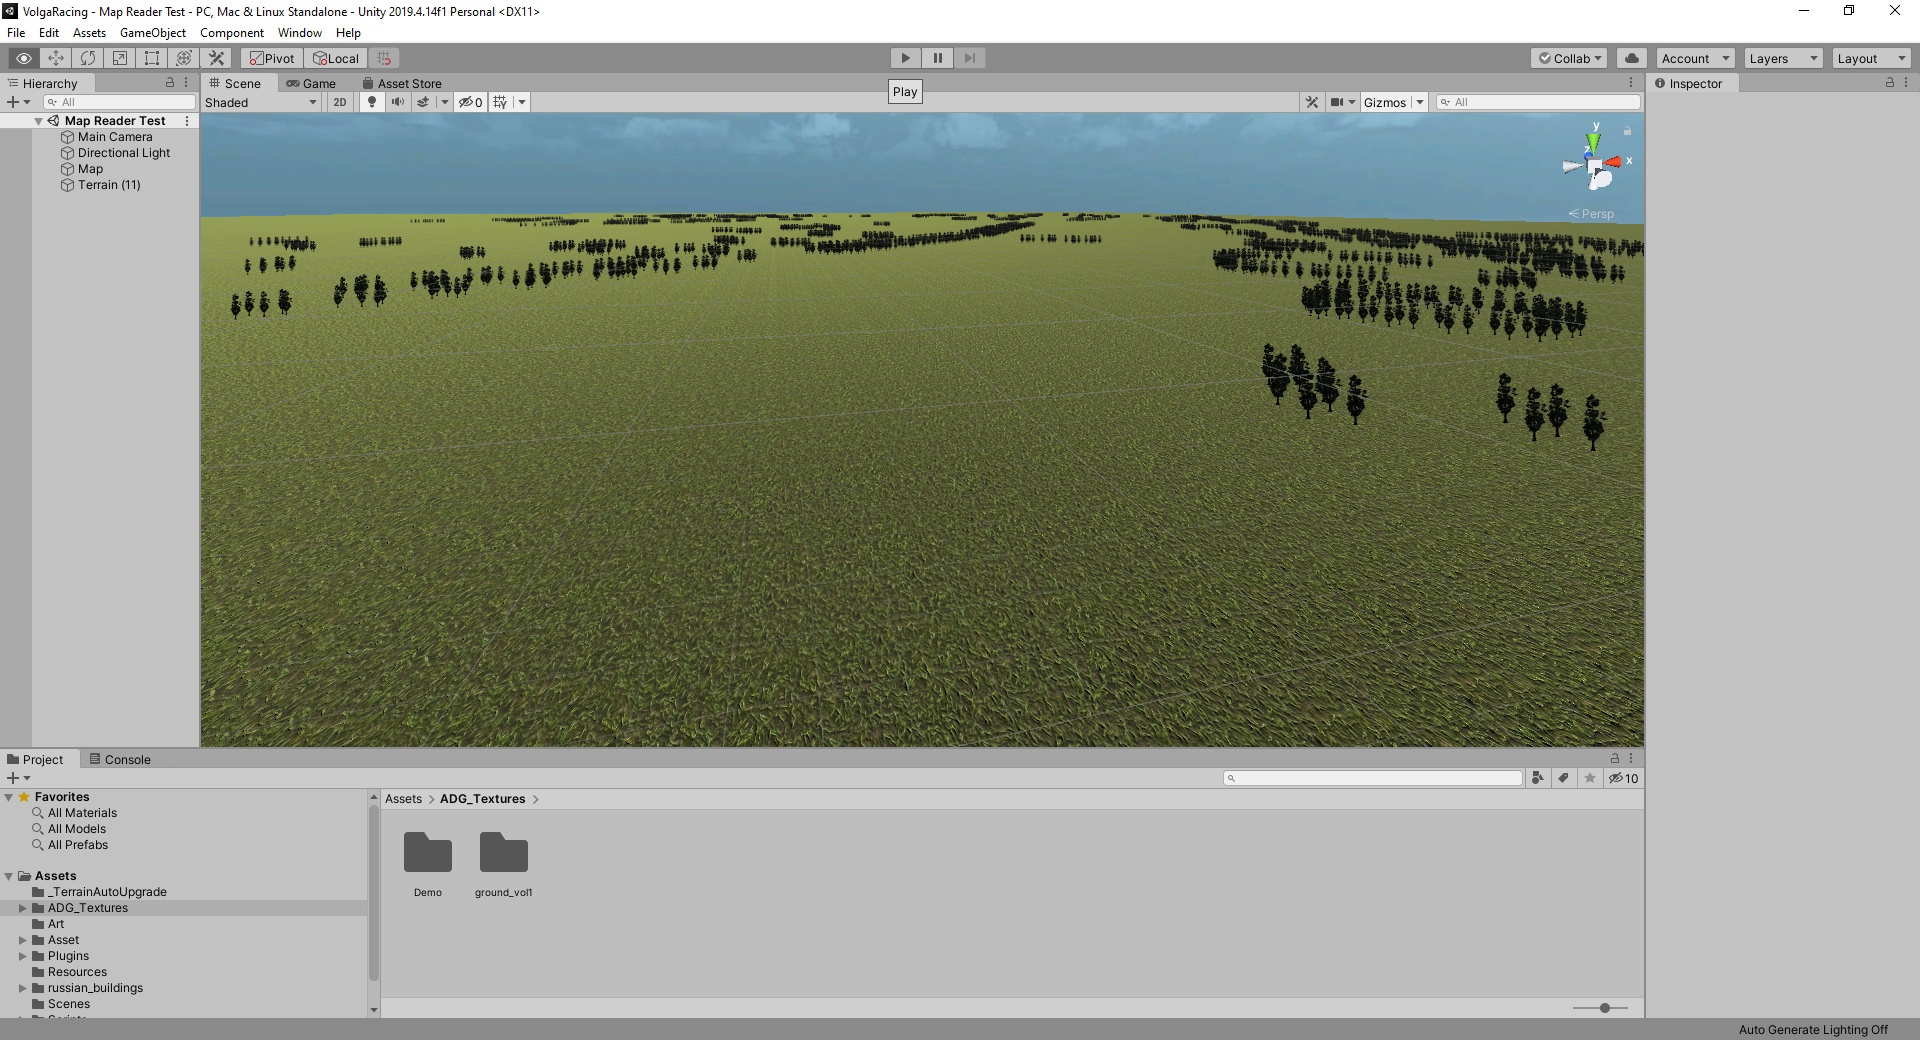 VolgaRacing - Map Reader Test - PC, Mac & Linux Standalone - Unity 2019.4.14f1 Personal <DX11>
File Edit Assets GameObject Component Window Help
Pivot Local Collab Account Layers Layout
Hierarchy
All
Map Reader Test
Main Camera
Directional Light
Map
Terrain (11)
Scene Game Asset Store
Shaded 2D 0 Gizmos All
Play
y
z
x
Persp
Inspector
Project Console
10
Favorites
All Materials
All Models
All Prefabs
Assets
_TerrainAutoUpgrade
ADG_Textures
Art
Asset
Plugins
Resources
russian_buildings
Scenes
Assets > ADG_Textures >
Demo ground_vol1
Auto Generate Lighting Off